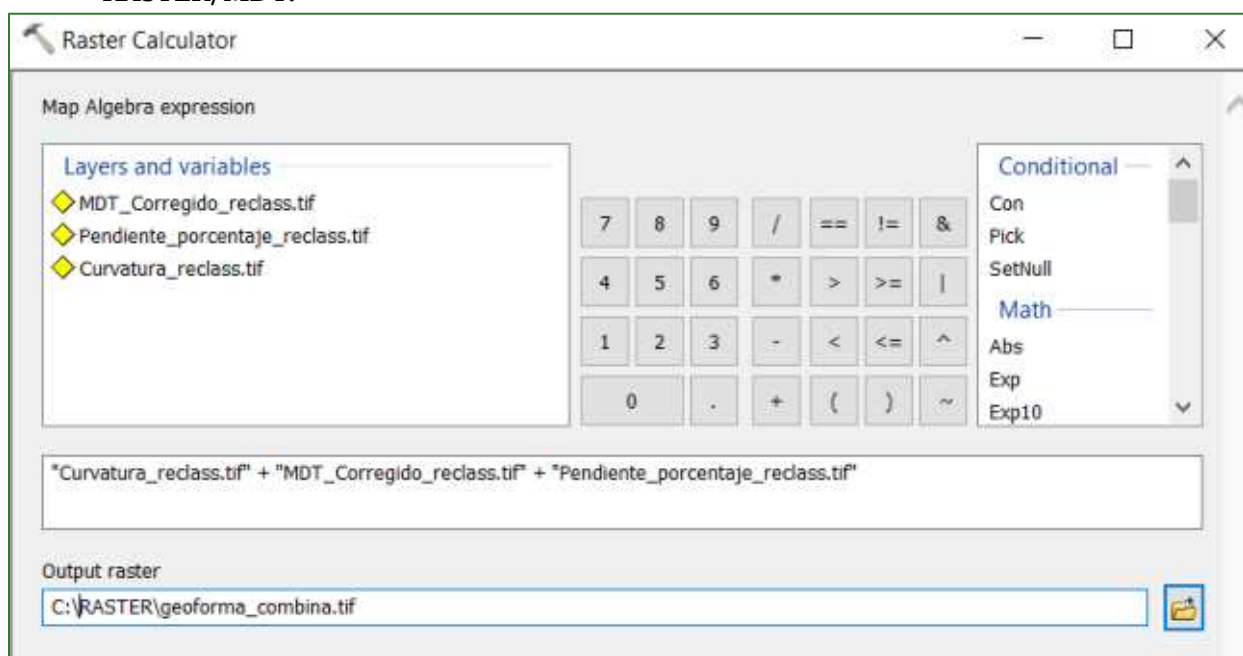 RASTER/MDT.
Raster Calculator
Map Algebra expression
Layers and variables
MDT_Corregido_reclass.tif
Pendiente_porcentaje_reclass.tif
Curvatura_reclass.tif
7 8 9 / == != &
4 5 6 * > >= |
1 2 3 - < <= ^
0 . + ( ) ~
Conditional
Con
Pick
SetNull
Math
Abs
Exp
Exp10
"Curvatura_reclass.tif" + "MDT_Corregido_reclass.tif" + "Pendiente_porcentaje_reclass.tif"
Output raster
C:\RASTER\geoforma_combina.tif